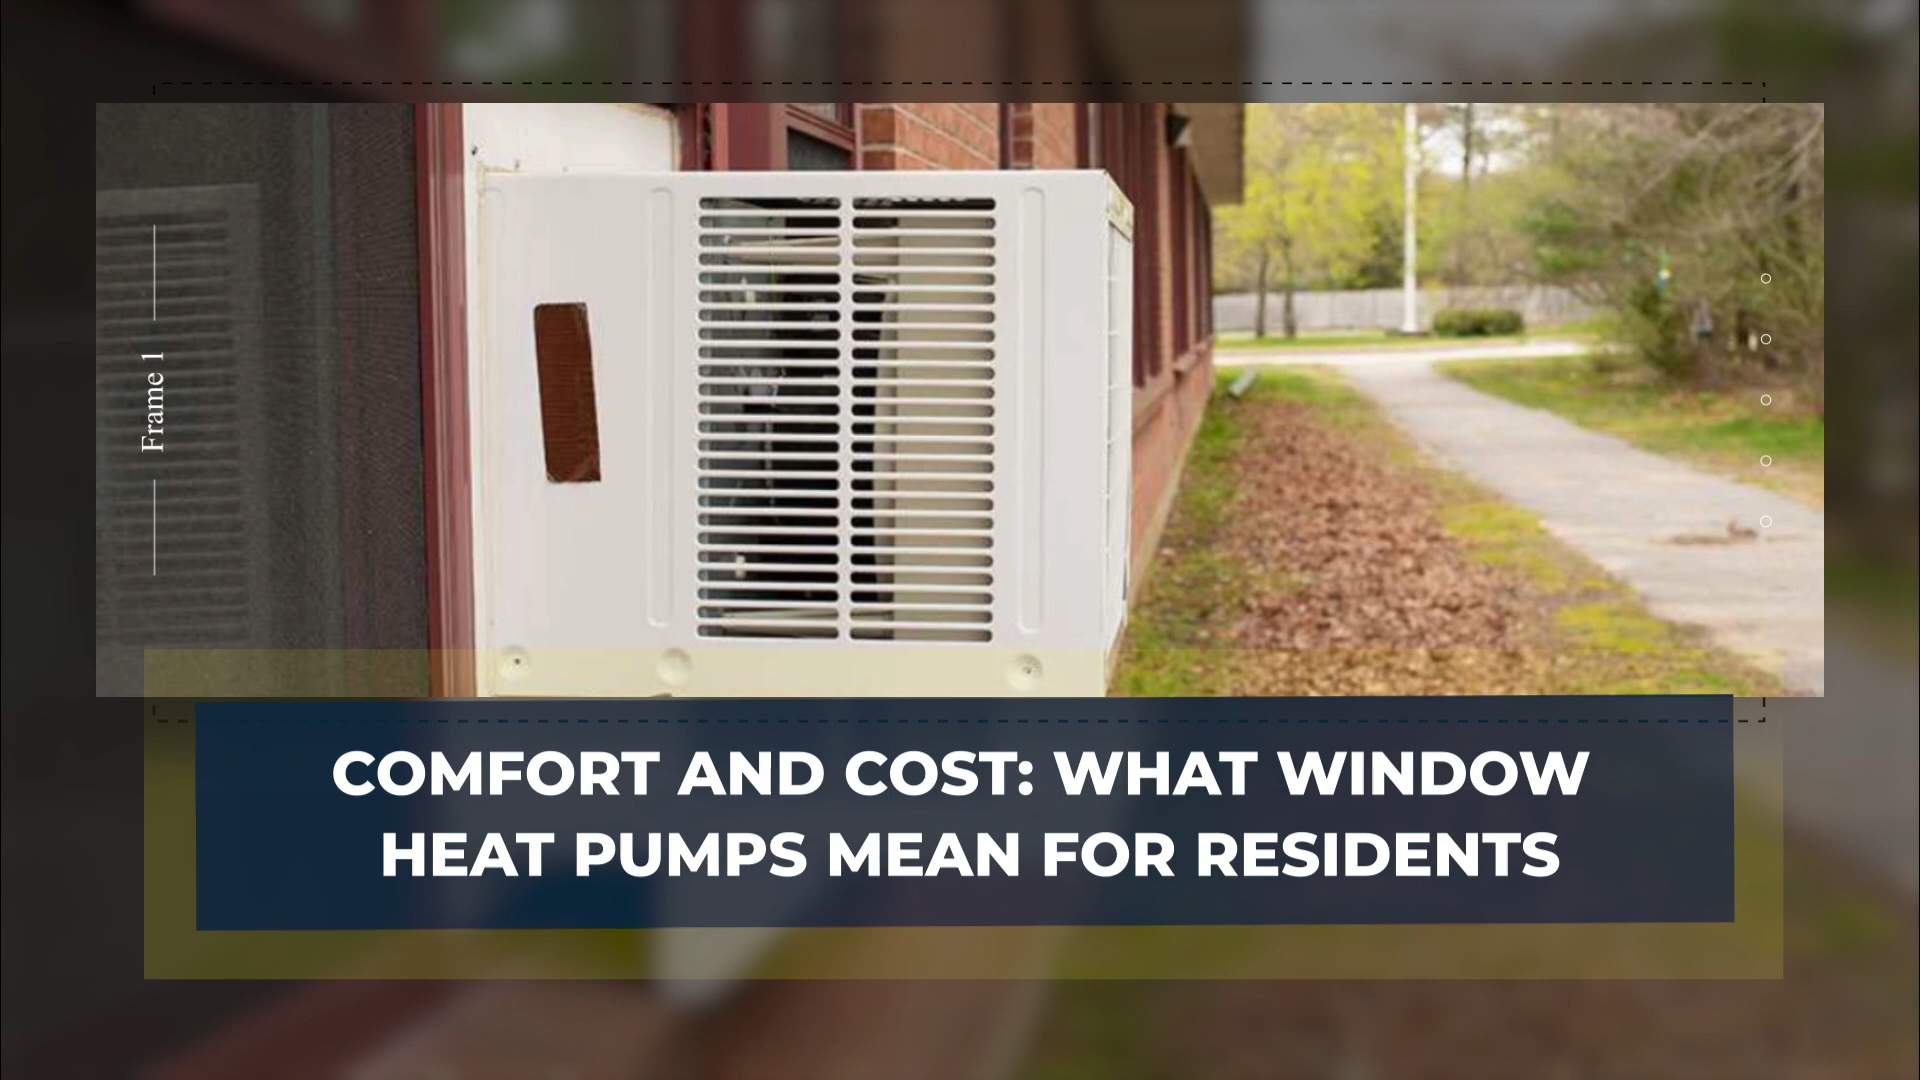 Frame 1
COMFORT AND COST: WHAT WINDOW
HEAT PUMPS MEAN FOR RESIDENTS